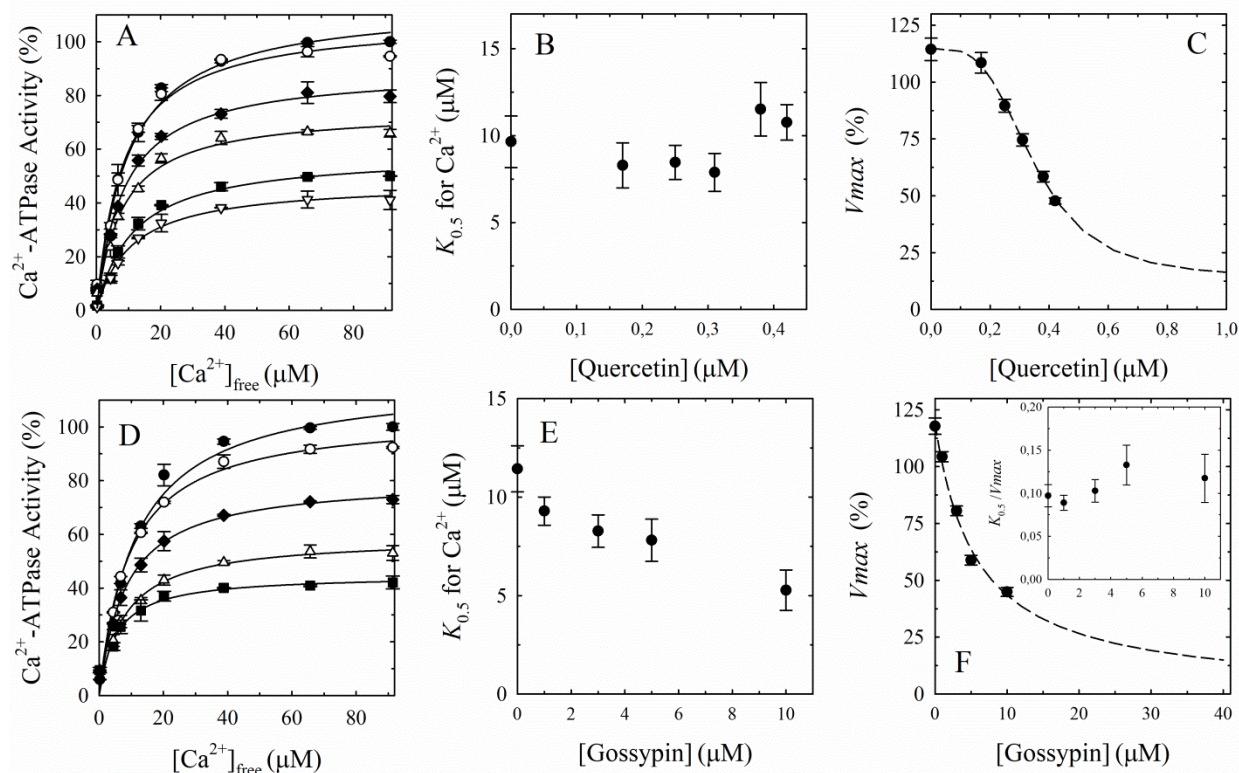 A
Ca²⁺-ATPase Activity (%)
100
80
60
40
20
0
0 20 40 60 80
[Ca²⁺]free (μM)
B
K0.5 for Ca²⁺ (μM)
15
10
5
0
0,0 0,1 0,2 0,3 0,4
[Quercetin] (μM)
C
Vmax (%)
125
100
75
50
25
0
0,0 0,2 0,4 0,6 0,8 1,0
[Quercetin] (μM)
D
Ca²⁺-ATPase Activity (%)
100
80
60
40
20
0
0 20 40 60 80
[Ca²⁺]free (μM)
E
K0.5 for Ca²⁺ (μM)
15
10
5
0
0 2 4 6 8 10
[Gossypin] (μM)
F
Vmax (%)
125
100
75
50
25
0
0 10 20 30 40
[Gossypin] (μM)
K0.5/Vmax
0,20
0,15
0,10
0,05
0,00
0 2 4 6 8 10